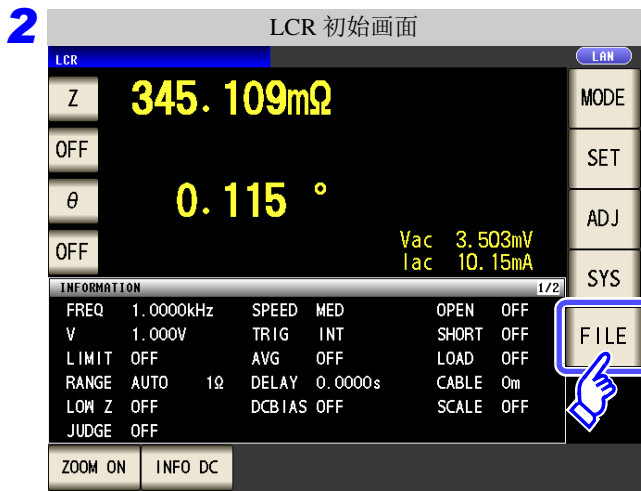 2
LCR 初始画面
LCR
LAN
Z 345.109mΩ
OFF
θ 0.115 °
OFF
Vac 3.503mV
Iac 10.15mA
MODE
SET
ADJ
SYS
FILE
INFORMATION 1/2
FREQ 1.0000kHz SPEED MED OPEN OFF
V 1.000V TRIG INT SHORT OFF
LIMIT OFF AVG OFF LOAD OFF
RANGE AUTO 1Ω DELAY 0.0000s CABLE 0m
LOW Z OFF DCBIAS OFF SCALE OFF
JUDGE OFF
ZOOM ON INFO DC